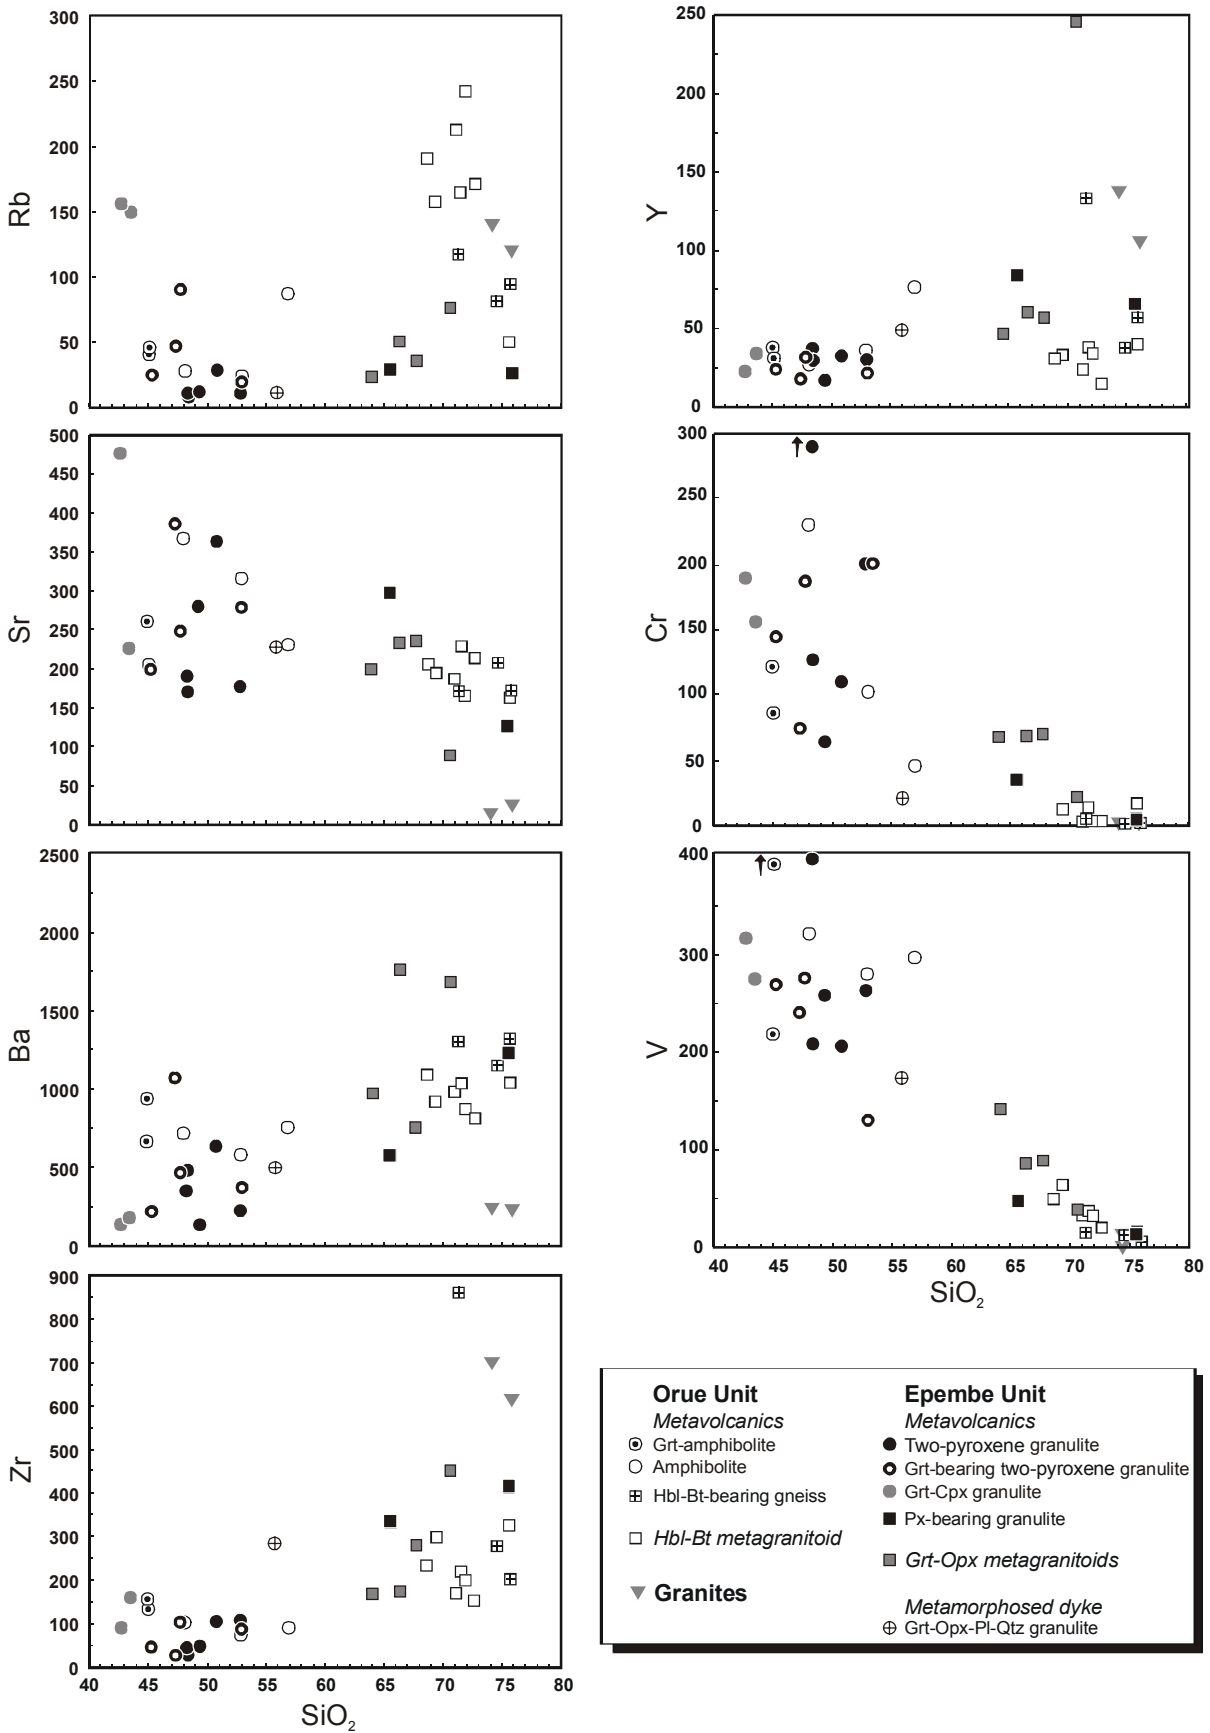 300
250
200
150
100
50
0
Rb
500
450
400
350
300
250
200
150
100
50
0
Sr
2500
2000
1500
1000
500
0
Ba
900
800
700
600
500
400
300
200
100
0
Zr
40 45 50 55 60 65 70 75 80
SiO2
250
200
150
100
50
0
Y
300
250
200
150
100
50
0
Cr
400
300
200
100
0
V
40 45 50 55 60 65 70 75 80
SiO2
Orue Unit
Metavolcanics
Grt-amphibolite
Amphibolite
Hbl-Bt-bearing gneiss
Hbl-Bt metagranitoid
Granites
Epembe Unit
Metavolcanics
Two-pyroxene granulite
Grt-bearing two-pyroxene granulite
Grt-Cpx granulite
Px-bearing granulite
Grt-Opx metagranitoids
Metamorphosed dyke
Grt-Opx-Pl-Qtz granulite